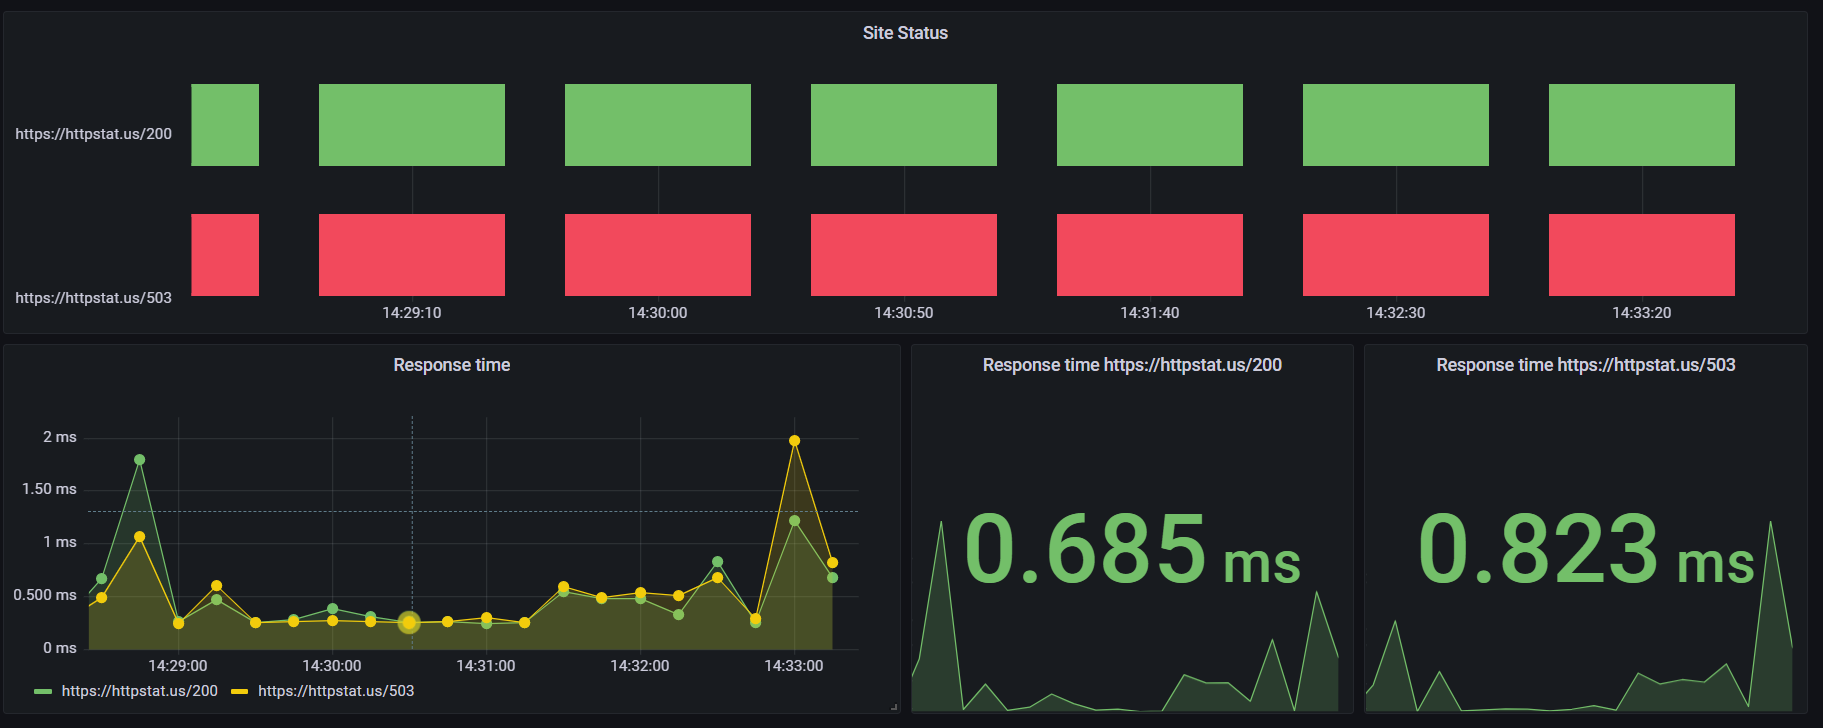 Site Status
https://httpstat.us/200
https://httpstat.us/503
14:29:10 14:30:00 14:30:50 14:31:40 14:32:30 14:33:20
Response time
2 ms
1.50 ms
1 ms
0.500 ms
0 ms
14:29:00 14:30:00 14:31:00 14:32:00 14:33:00
https://httpstat.us/200 https://httpstat.us/503
Response time https://httpstat.us/200
0.685 ms
Response time https://httpstat.us/503
0.823 ms